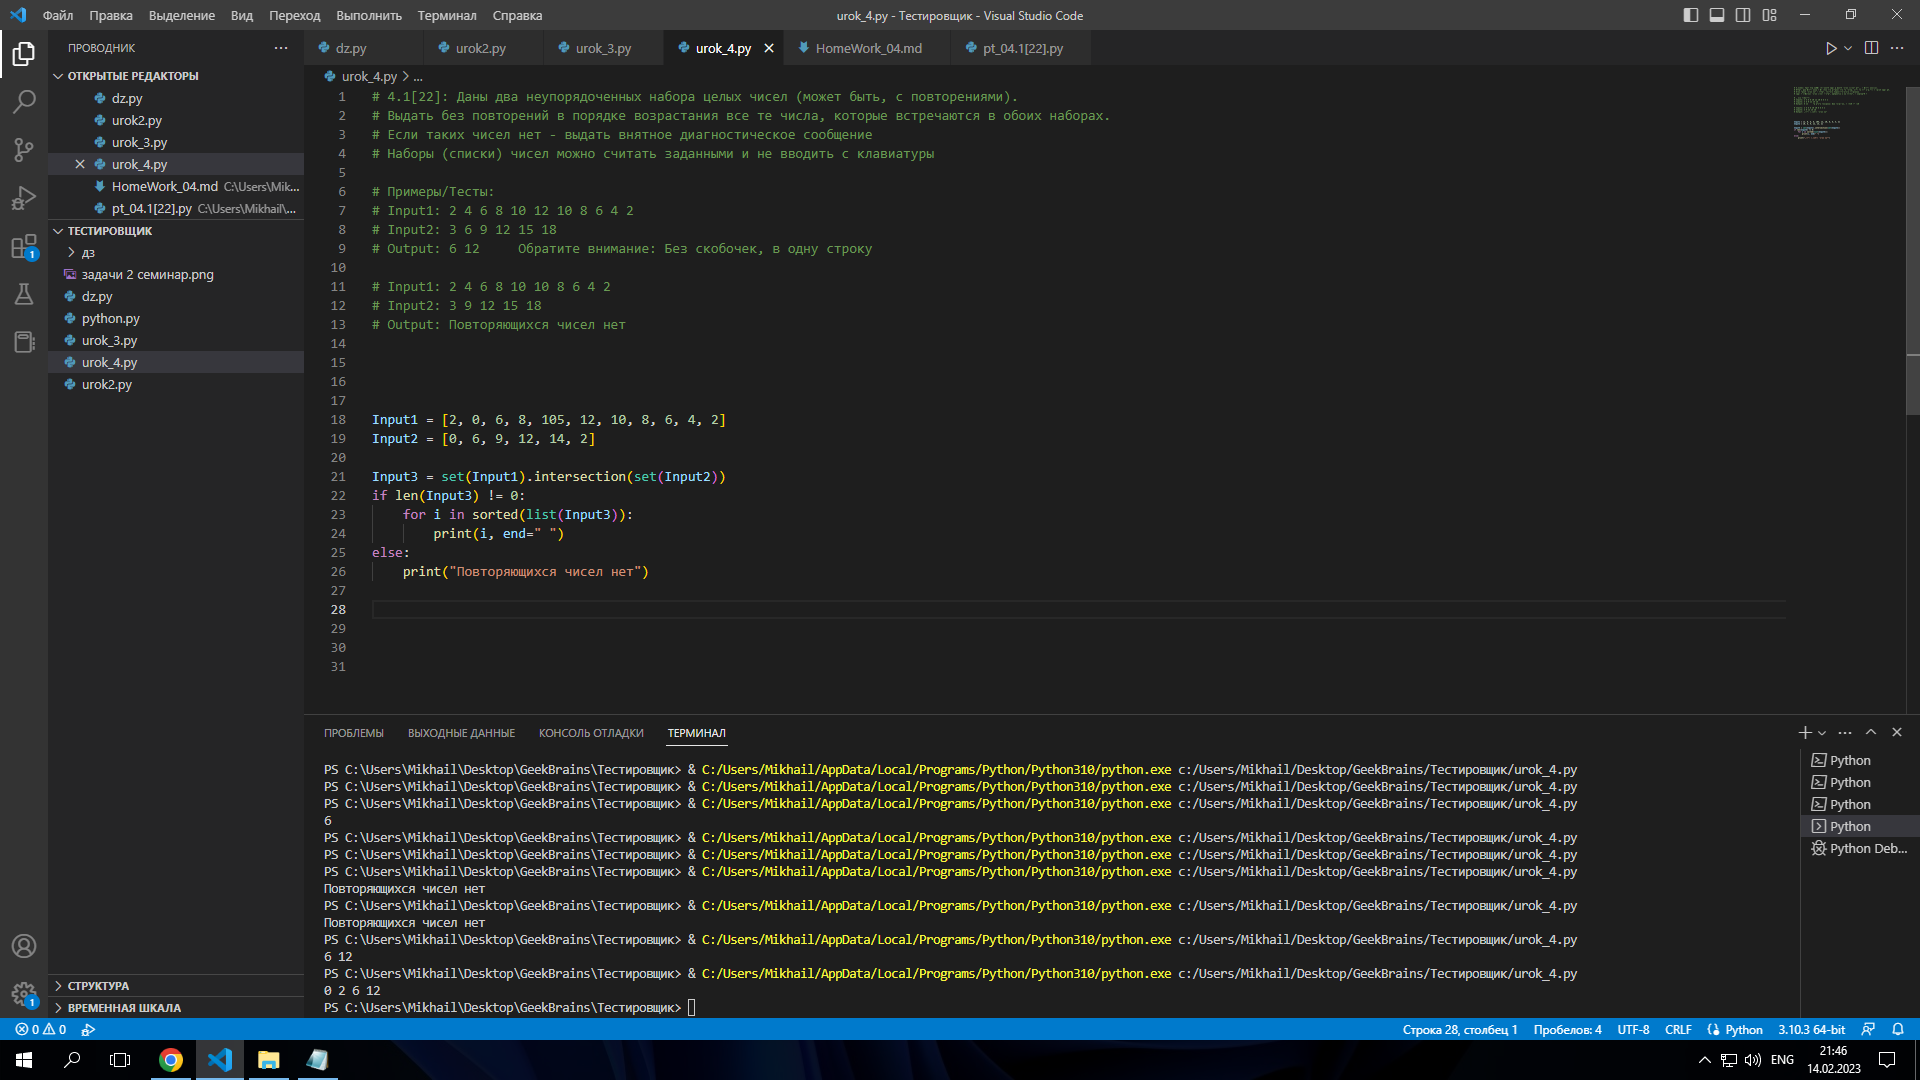 Файл Правка Выделение Вид Переход Выполнить Терминал Справка
urok_4.py - Тестировщик - Visual Studio Code
ПРОВОДНИК
ОТКРЫТЫЕ РЕДАКТОРЫ
dz.py
urok2.py
urok_3.py
urok_4.py
HomeWork_04.md C:\Users\Mik...
pt_04.1[22].py C:\Users\Mikhail\...
ТЕСТИРОВЩИК
дз
задачи 2 семинар.png
dz.py
python.py
urok_3.py
urok_4.py
urok2.py
СТРУКТУРА
ВРЕМЕННАЯ ШКАЛА
1
1
dz.py urok2.py urok_3.py urok_4.py HomeWork_04.md pt_04.1[22].py
urok_4.py > ...
1 # 4.1[22]: Даны два неупорядоченных набора целых чисел (может быть, с повторениями).
2 # Выдать без повторений в порядке возрастания все те числа, которые встречаются в обоих наборах.
3 # Если таких чисел нет - выдать внятное диагностическое сообщение
4 # Наборы (списки) чисел можно считать заданными и не вводить с клавиатуры
5
6 # Примеры/Тесты:
7 # Input1: 2 4 6 8 10 12 10 8 6 4 2
8 # Input2: 3 6 9 12 15 18
9 # Output: 6 12     Обратите внимание: Без скобочек, в одну строку
10
11 # Input1: 2 4 6 8 10 10 8 6 4 2
12 # Input2: 3 9 12 15 18
13 # Output: Повторяющихся чисел нет
14
15
16
17
18 Input1 = [2, 0, 6, 8, 105, 12, 10, 8, 6, 4, 2]
19 Input2 = [0, 6, 9, 12, 14, 2]
20
21 Input3 = set(Input1).intersection(set(Input2))
22 if len(Input3) != 0:
23     for i in sorted(list(Input3)):
24         print(i, end=" ")
25 else:
26     print("Повторяющихся чисел нет")
27
28
29
30
31
ПРОБЛЕМЫ ВЫХОДНЫЕ ДАННЫЕ КОНСОЛЬ ОТЛАДКИ ТЕРМИНАЛ
PS C:\Users\Mikhail\Desktop\GeekBrains\Тестировщик> & C:/Users/Mikhail/AppData/Local/Programs/Python/Python310/python.exe c:/Users/Mikhail/Desktop/GeekBrains/Тестировщик/urok_4.py
PS C:\Users\Mikhail\Desktop\GeekBrains\Тестировщик> & C:/Users/Mikhail/AppData/Local/Programs/Python/Python310/python.exe c:/Users/Mikhail/Desktop/GeekBrains/Тестировщик/urok_4.py
PS C:\Users\Mikhail\Desktop\GeekBrains\Тестировщик> & C:/Users/Mikhail/AppData/Local/Programs/Python/Python310/python.exe c:/Users/Mikhail/Desktop/GeekBrains/Тестировщик/urok_4.py
6
PS C:\Users\Mikhail\Desktop\GeekBrains\Тестировщик> & C:/Users/Mikhail/AppData/Local/Programs/Python/Python310/python.exe c:/Users/Mikhail/Desktop/GeekBrains/Тестировщик/urok_4.py
PS C:\Users\Mikhail\Desktop\GeekBrains\Тестировщик> & C:/Users/Mikhail/AppData/Local/Programs/Python/Python310/python.exe c:/Users/Mikhail/Desktop/GeekBrains/Тестировщик/urok_4.py
PS C:\Users\Mikhail\Desktop\GeekBrains\Тестировщик> & C:/Users/Mikhail/AppData/Local/Programs/Python/Python310/python.exe c:/Users/Mikhail/Desktop/GeekBrains/Тестировщик/urok_4.py
Повторяющихся чисел нет
PS C:\Users\Mikhail\Desktop\GeekBrains\Тестировщик> & C:/Users/Mikhail/AppData/Local/Programs/Python/Python310/python.exe c:/Users/Mikhail/Desktop/GeekBrains/Тестировщик/urok_4.py
Повторяющихся чисел нет
PS C:\Users\Mikhail\Desktop\GeekBrains\Тестировщик> & C:/Users/Mikhail/AppData/Local/Programs/Python/Python310/python.exe c:/Users/Mikhail/Desktop/GeekBrains/Тестировщик/urok_4.py
6 12
PS C:\Users\Mikhail\Desktop\GeekBrains\Тестировщик> & C:/Users/Mikhail/AppData/Local/Programs/Python/Python310/python.exe c:/Users/Mikhail/Desktop/GeekBrains/Тестировщик/urok_4.py
0 2 6 12
PS C:\Users\Mikhail\Desktop\GeekBrains\Тестировщик>
Python
Python
Python
Python
Python Deb...
0 0
Строка 28, столбец 1 Пробелов: 4 UTF-8 CRLF Python 3.10.3 64-bit
ENG
21:46
14.02.2023